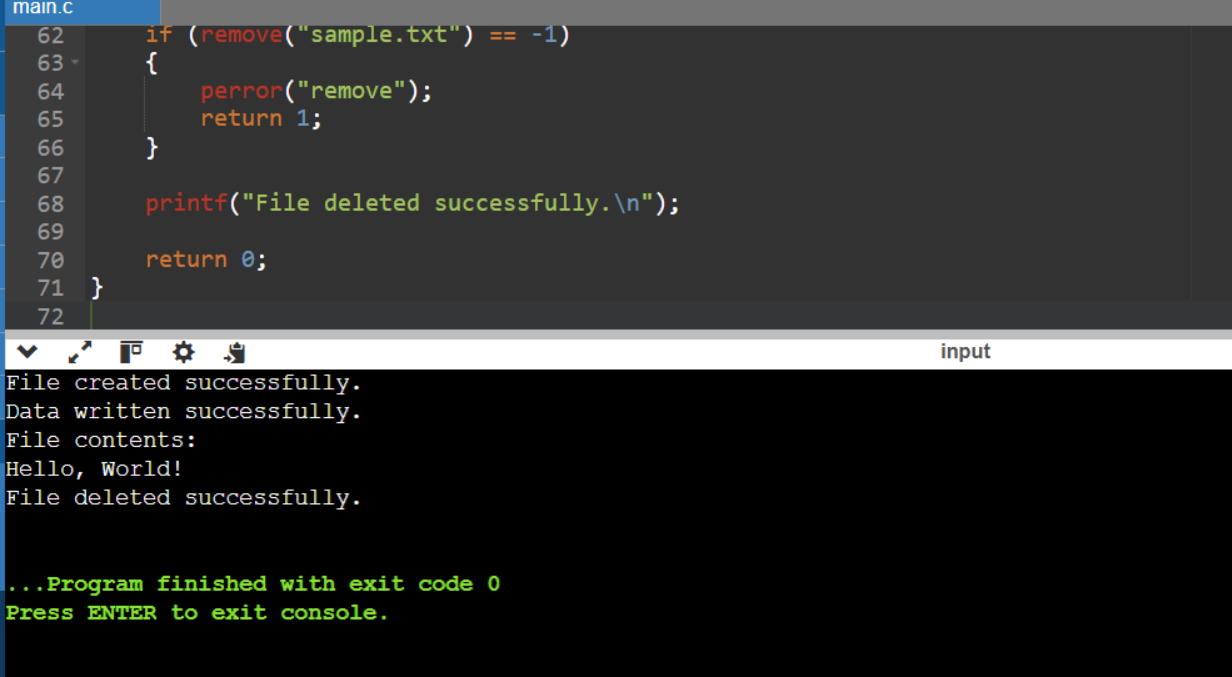 main.c
62 if (remove("sample.txt") == -1)
63 {
64 perror("remove");
65 return 1;
66 }
67
68 printf("File deleted successfully.\n");
69
70 return 0;
71 }
72
input
File created successfully.
Data written successfully.
File contents:
Hello, World!
File deleted successfully.
...Program finished with exit code 0
Press ENTER to exit console.